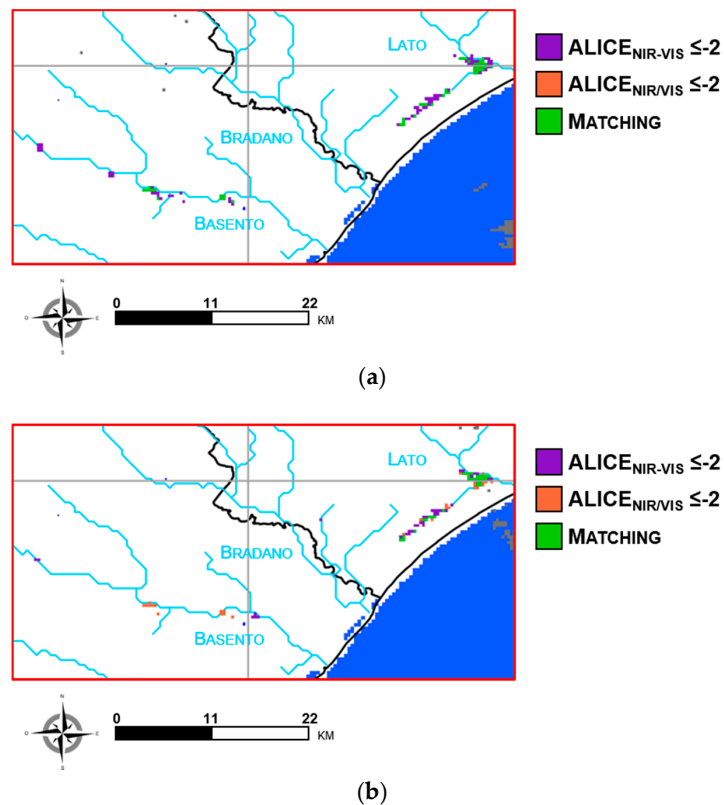 LATO
BRADANO
BASENTO
ALICENIR-VIS ≤-2
ALICENIR/VIS ≤-2
MATCHING
N
O E
S
0 11 22
KM
(a)
LATO
BRADANO
BASENTO
ALICENIR-VIS ≤-2
ALICENIR/VIS ≤-2
MATCHING
N
O E
S
0 11 22
KM
(b)